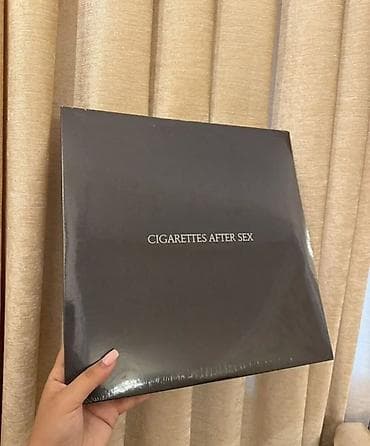 CIGARETTES AFTER SEX